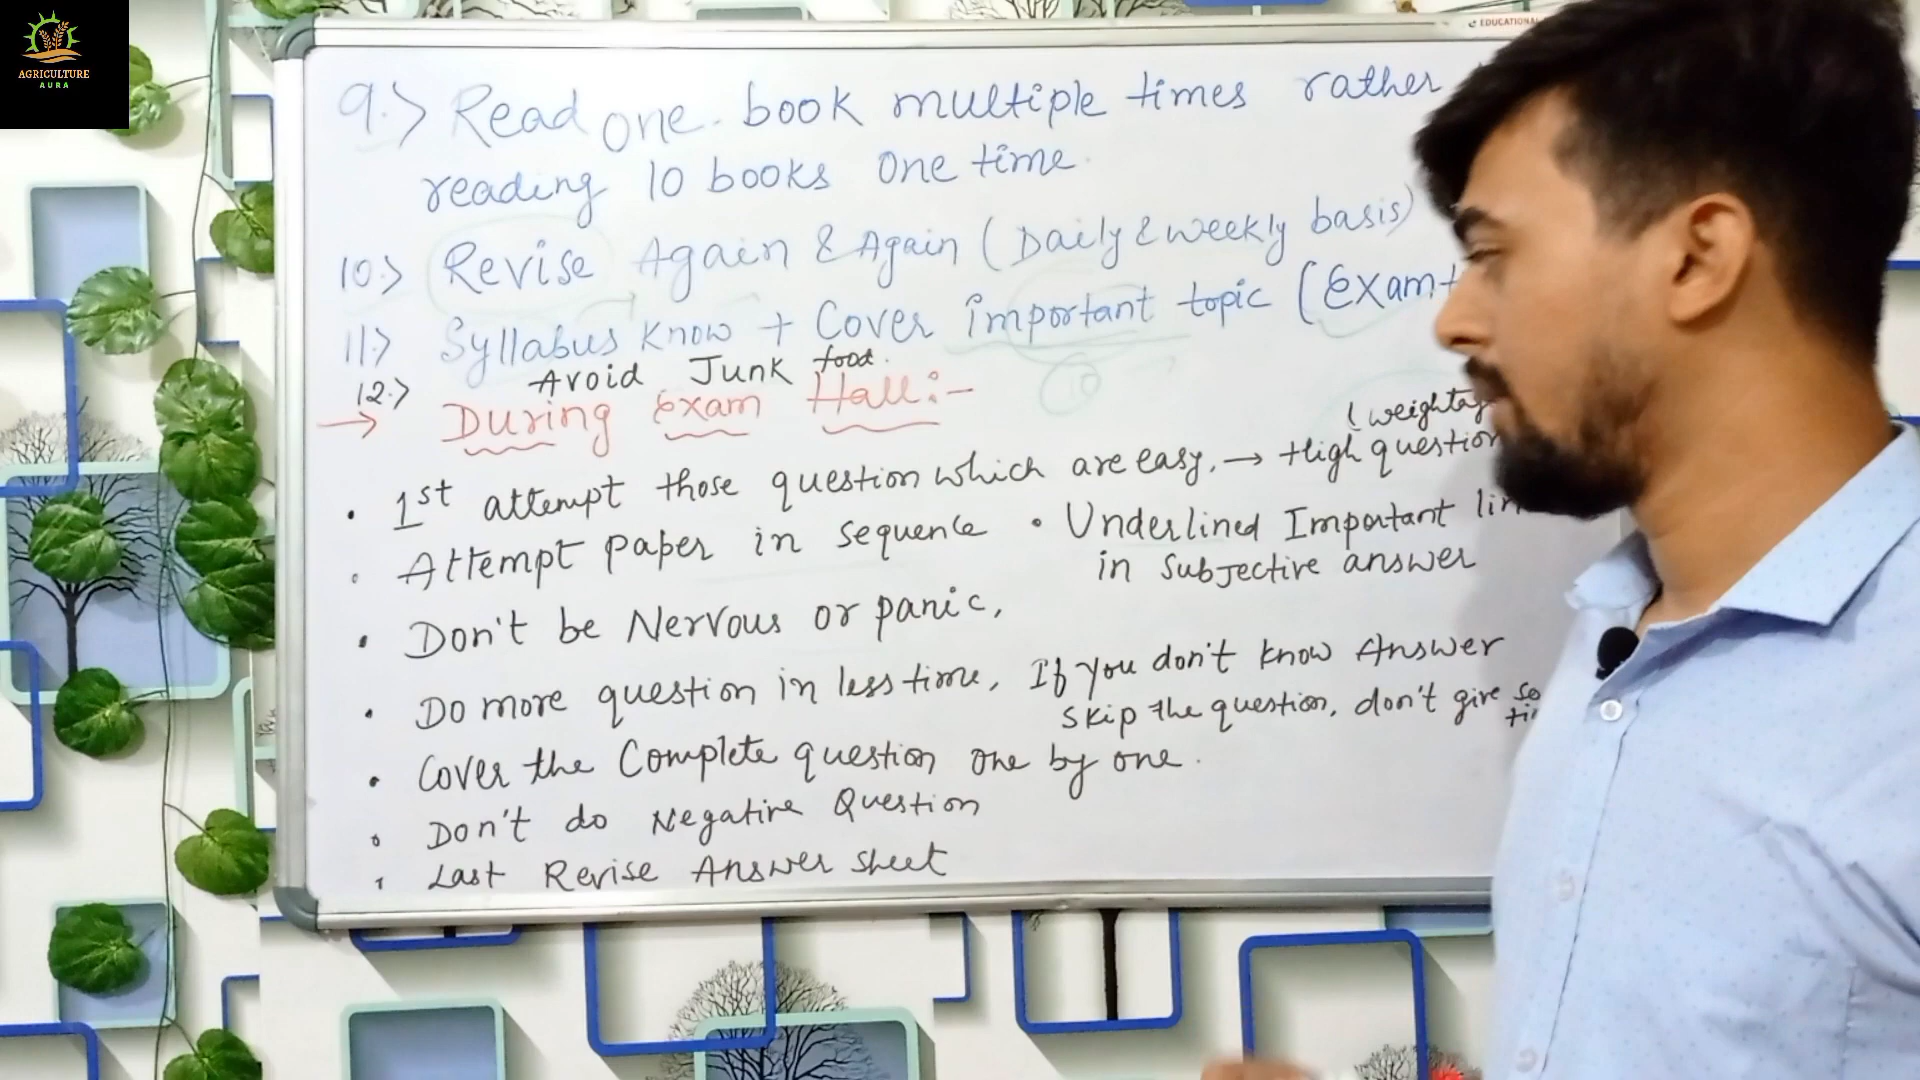 AGRICULTURE
AURA
EDUCATIONAL
9.> Read one book multiple times rather
reading 10 books one time
10.> Revise Again & Again (Daily & weekly basis)
11.> Syllabus know + Cover important topic (Exam+
12.> Avoid Junk food.
→ During Exam Hall:-
(weightage
• 1st attempt those question which are easy. → High question
• Attempt paper in sequence • Underlined Important lin
in Subjective answer
• Don't be Nervous or panic,
• Do more question in less time, If you don't know Answer
Skip the question, don't give so
• Cover the Complete question one by one.
• Don't do Negative Question
• Last Revise Answer sheet